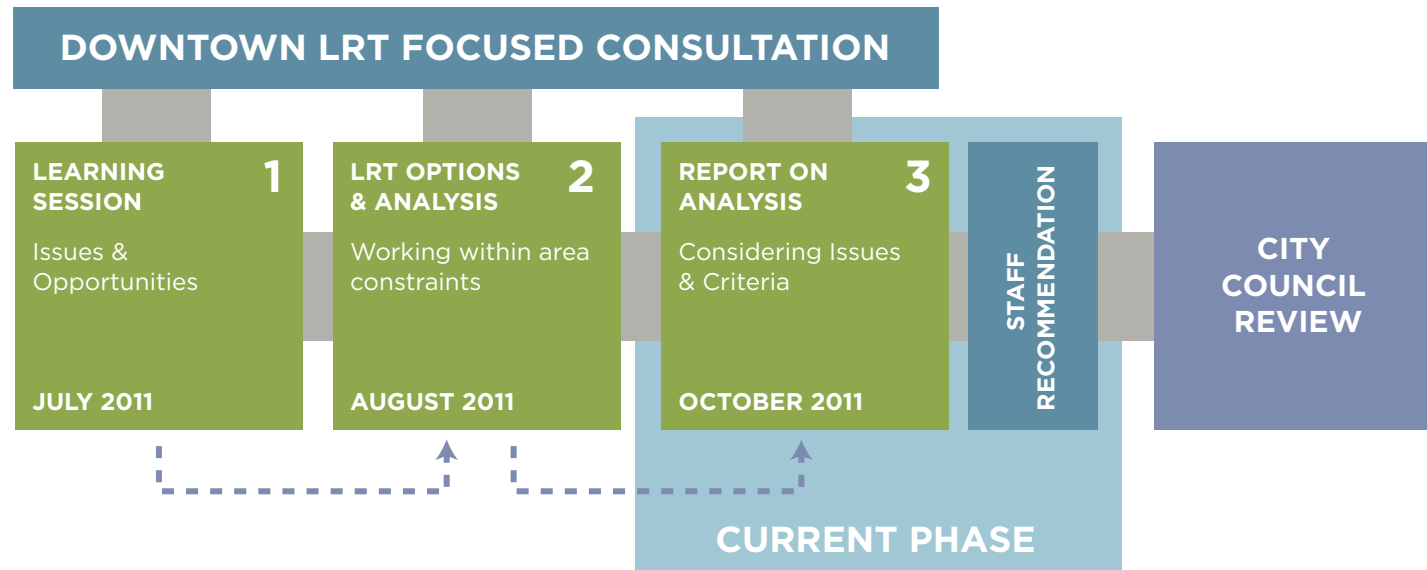 DOWNTOWN LRT FOCUSED CONSULTATION
LEARNING
SESSION
1
Issues &
Opportunities
JULY 2011
LRT OPTIONS
& ANALYSIS
2
Working within area
constraints
AUGUST 2011
REPORT ON
ANALYSIS
3
Considering Issues
& Criteria
OCTOBER 2011
STAFF
RECOMMENDATION
CITY
COUNCIL
REVIEW
CURRENT PHASE